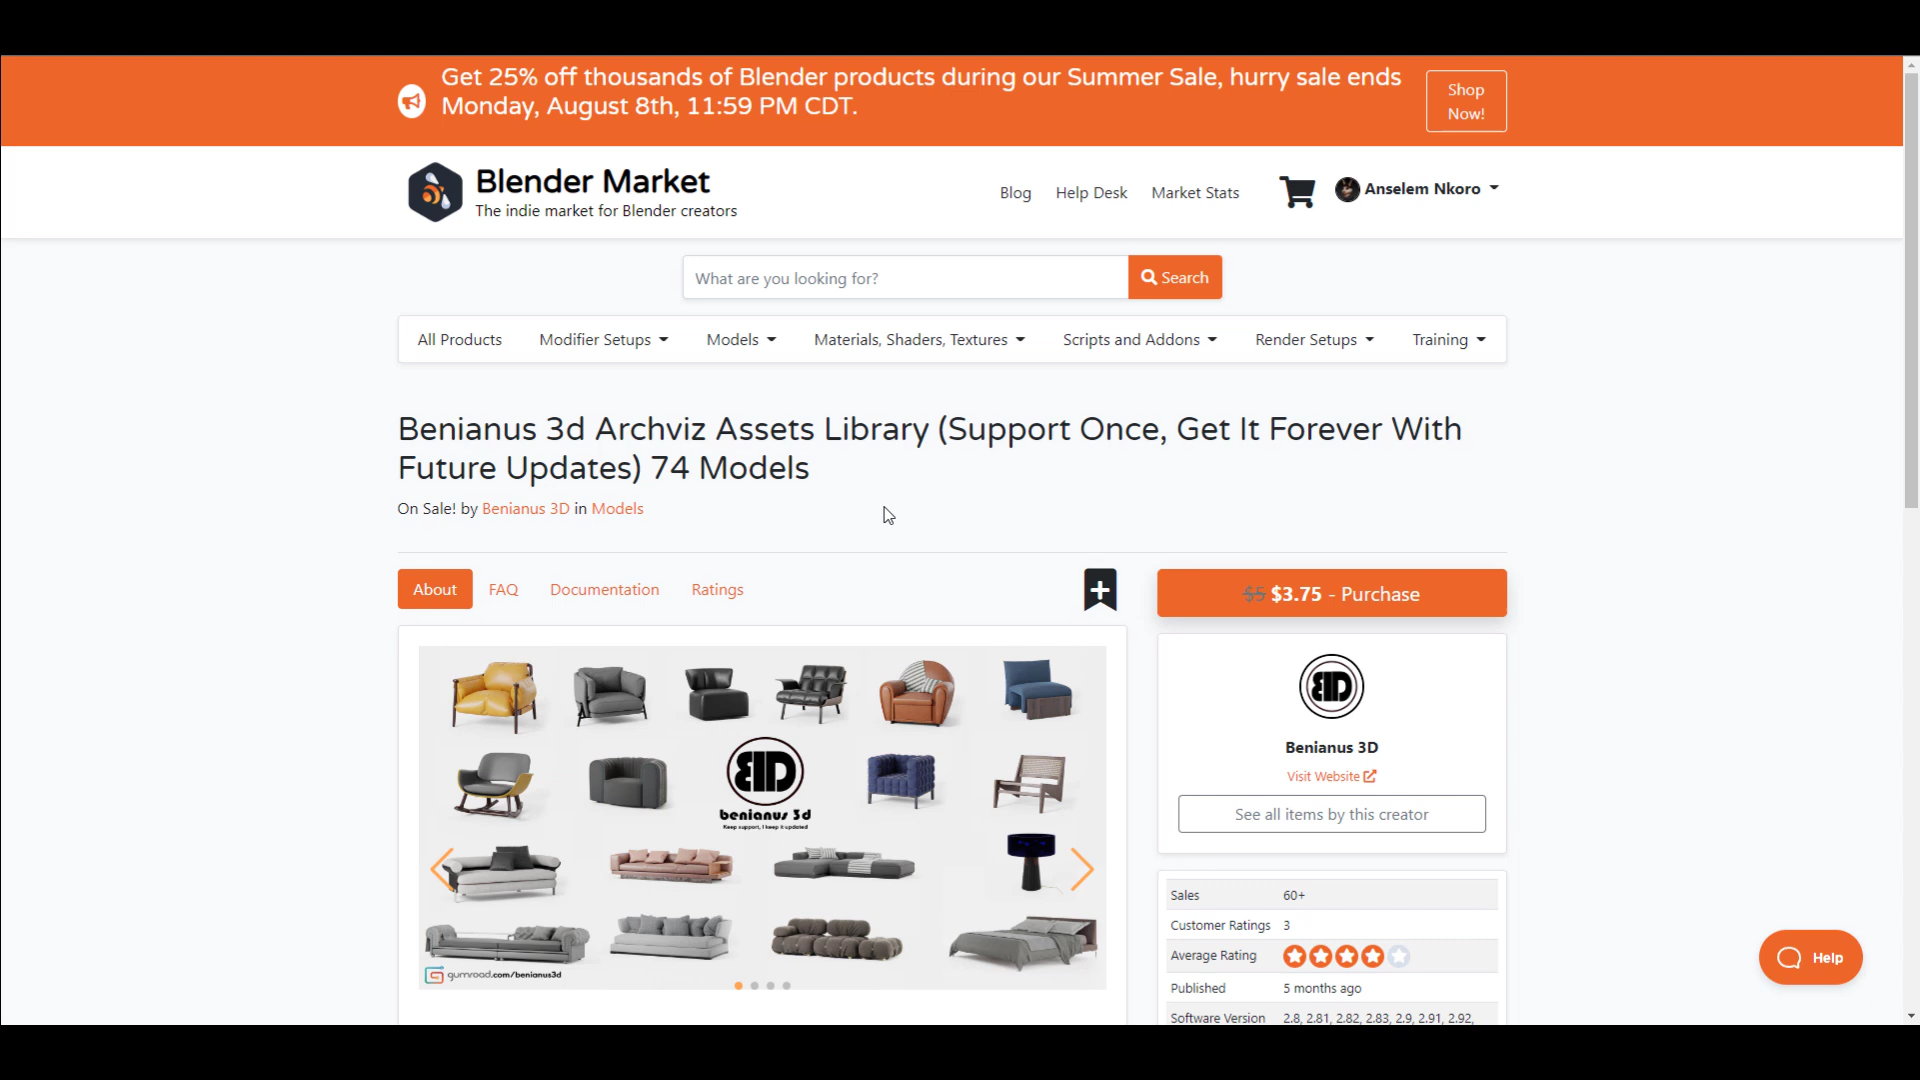 Get 25% off thousands of Blender products during our Summer Sale, hurry sale ends
Monday, August 8th, 11:59 PM CDT.
Shop
Now!
Blender Market
The indie market for Blender creators
Blog
Help Desk
Market Stats
Anselem Nkoro
What are you looking for?
Search
All Products
Modifier Setups
Models
Materials, Shaders, Textures
Scripts and Addons
Render Setups
Training
Benianus 3d Archviz Assets Library (Support Once, Get It Forever With
Future Updates) 74 Models
On Sale! by Benianus 3D in Models
About
FAQ
Documentation
Ratings
$5 $3.75 - Purchase
benianus 3d
Keep support, I keep it updated
gumroad.com/benianus3d
Benianus 3D
Visit Website
See all items by this creator
Sales 60+
Customer Ratings 3
Average Rating
Published 5 months ago
Software Version 2.8, 2.81, 2.82, 2.83, 2.9, 2.91, 2.92,
Help